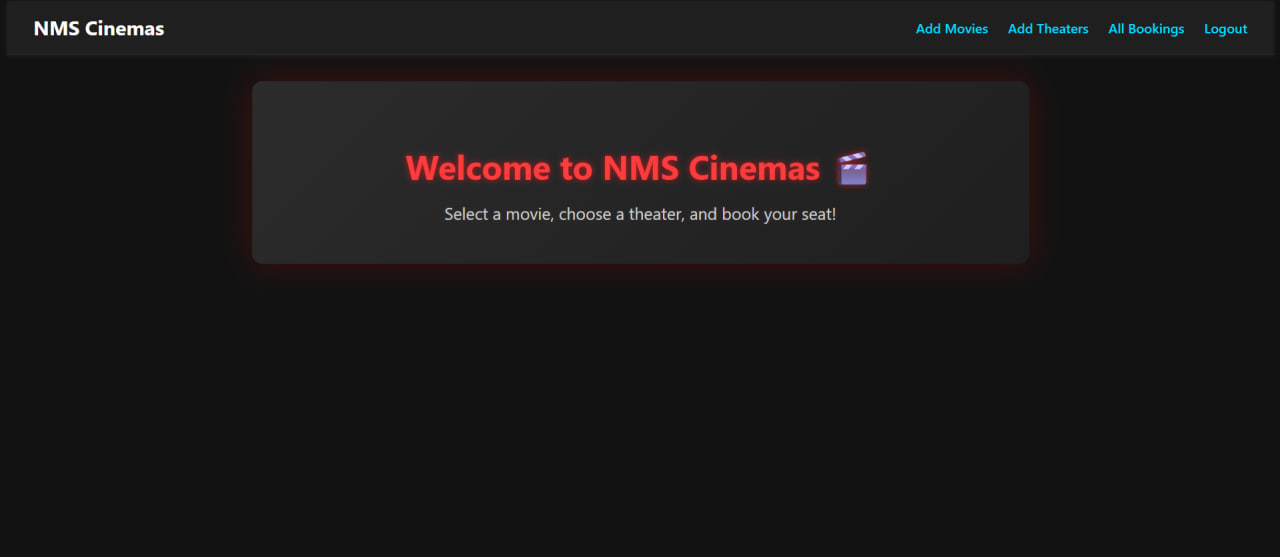 NMS Cinemas
Add Movies Add Theaters All Bookings Logout
Welcome to NMS Cinemas 🎬
Select a movie, choose a theater, and book your seat!